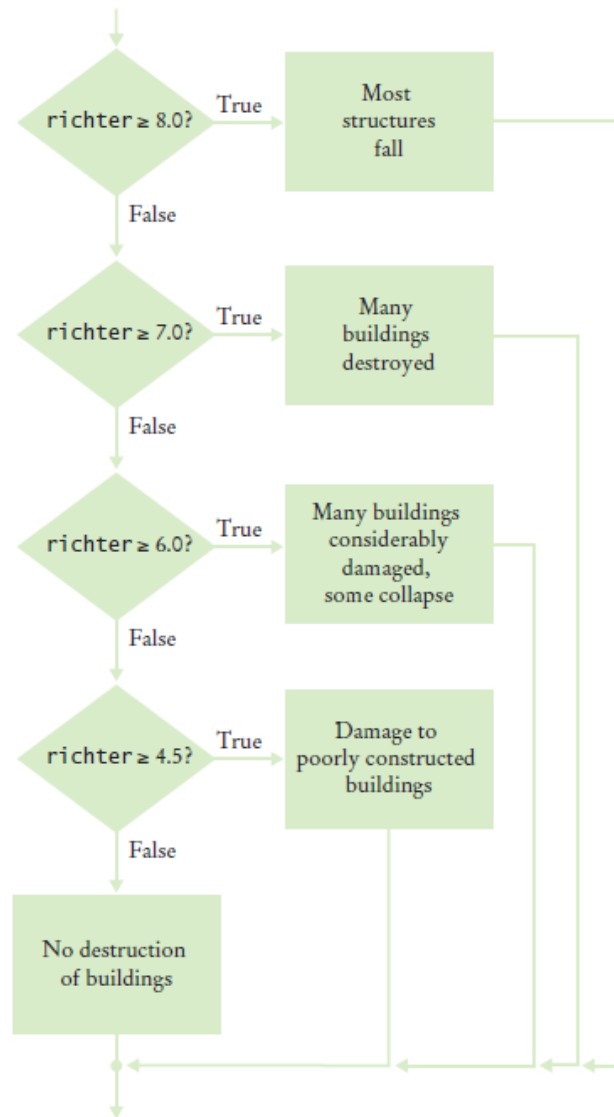 richter ≥ 8.0?
True
Most
structures
fall
False
richter ≥ 7.0?
True
Many
buildings
destroyed
False
richter ≥ 6.0?
True
Many buildings
considerably
damaged,
some collapse
False
richter ≥ 4.5?
True
Damage to
poorly constructed
buildings
False
No destruction
of buildings